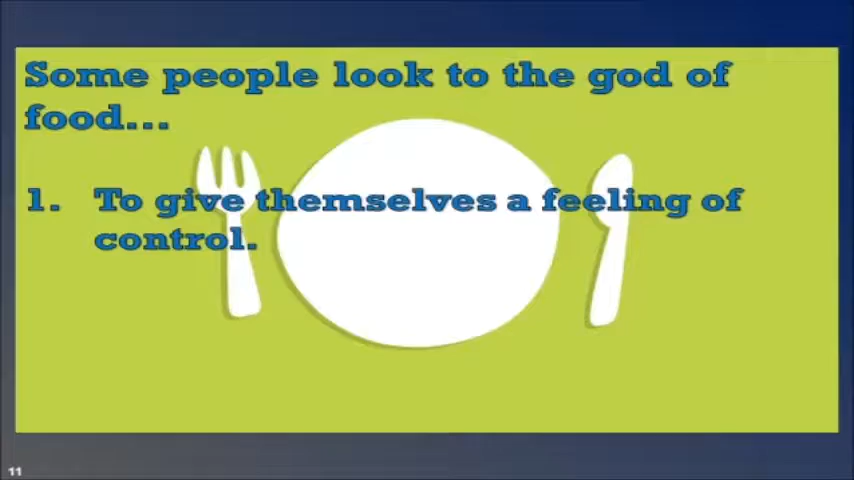 Some people look to the god of
food...
1. To give themselves a feeling of
control.
11